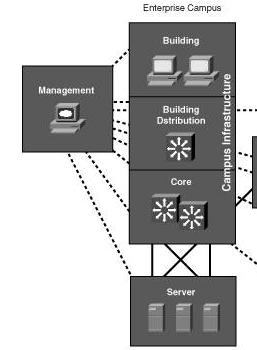 Enterprise Campus
Building
Management
Building
Dstribution
Campus Infrastructure
Core
Server